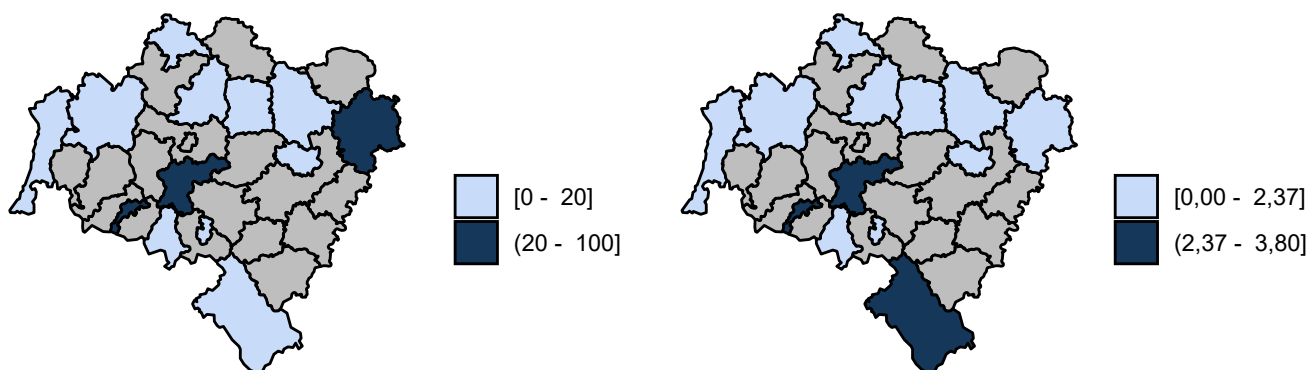 [0 -  20]
(20 -  100]
[0,00 -  2,37]
(2,37 -  3,80]